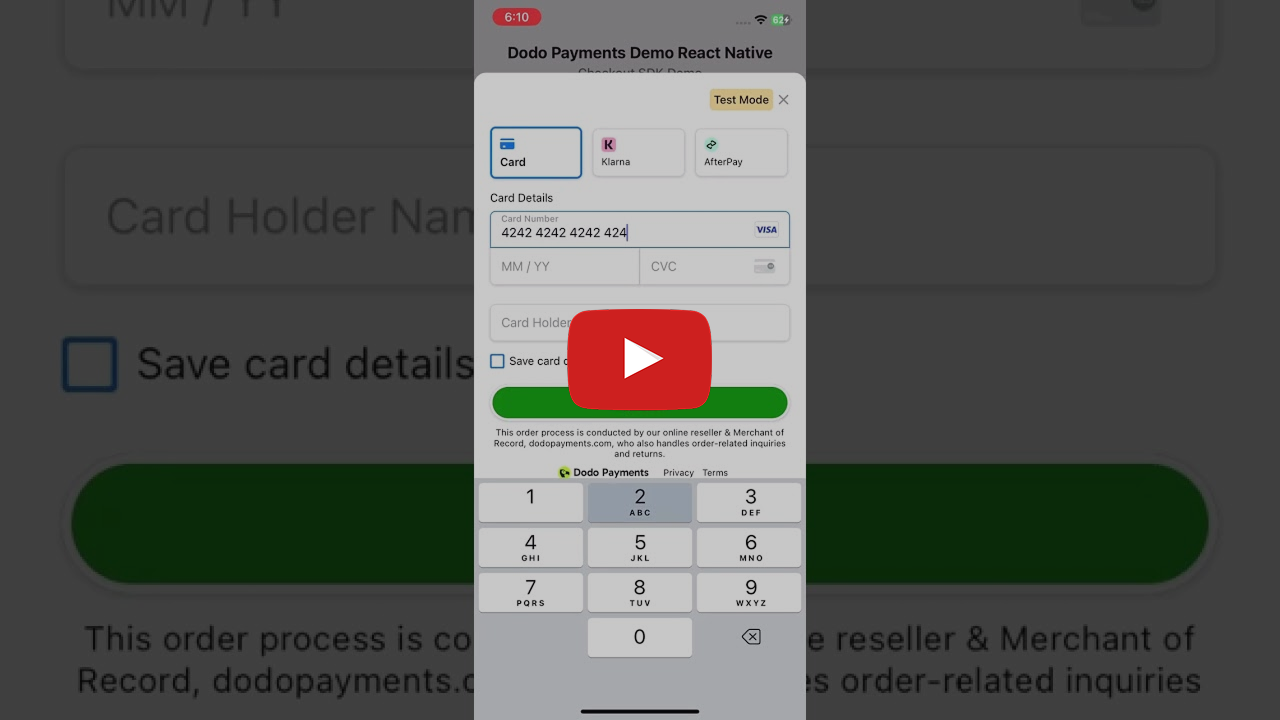 6:10
62
Dodo Payments Demo React Native
Checkout SDK Demo
Test Mode
Card
K
Klarna
AfterPay
Card Details
Card Number
4242 4242 4242 424
VISA
MM / YY
CVC
Card Holder
Save card
This order process is conducted by our online reseller & Merchant of
Record, dodopayments.com, who also handles order-related inquiries
and returns.
Dodo Payments Privacy Terms
1
2 ABC
3 DEF
4 GHI
5 JKL
6 MNO
7 PQRS
8 TUV
9 WXYZ
0
MM / YY
Card Holder Nam
Save card details
This order process is co
e reseller & Merchant of
Record, dodopayments.c
es order-related inquiries